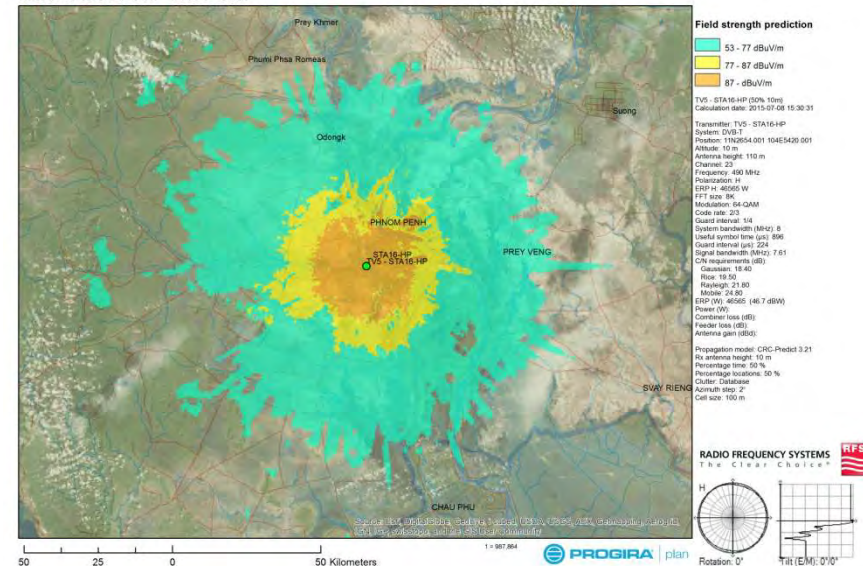 Prey Khmer
Phumi Phsa Romeas
Suong
Odongk
PHNOM PENH
STA16-HP
TV5 - STA16-HP
PREY VENG
SVAY RIENG
CHAU PHU
50 25 0 50 Kilometers
1 = 987,864
PROGIRA plan
Field strength prediction
53 - 77 dBuV/m
77 - 87 dBuV/m
87 - dBuV/m
TV5 - STA16-HP (50% 10m)
Calculation date: 2015-07-08 15:30:31
Transmitter: TV5 - STA16-HP
System: DVB-T
Position: 11N2654.001 104E5420.001
Altitude: 10 m
Antenna height: 110 m
Channel: 23
Frequency: 490 MHz
Polarization: H
ERP H: 46565 W
FFT size: 8K
Modulation: 64-QAM
Code rate: 2/3
Guard interval: 1/4
System bandwidth (MHz): 8
Useful symbol time (µs): 896
Guard interval (µs): 224
Signal bandwidth (MHz): 7.61
C/N requirements (dB):
Gaussian: 18.40
Rice: 19.50
Rayleigh: 21.80
Mobile: 24.80
ERP (W): 46565 (46.7 dBW)
Power (W):
Combiner loss (dB):
Feeder loss (dB):
Antenna gain (dBd):
Propagation model: CRC-Predict 3.21
Rx antenna height: 10 m
Percentage time: 50 %
Percentage locations: 50 %
Clutter: Database
Azimuth step: 2°
Cell size: 100 m
RADIO FREQUENCY SYSTEMS
The Clear Choice®
RFS
H
Rotation: 0°
Tilt (E/M): 0°/0°